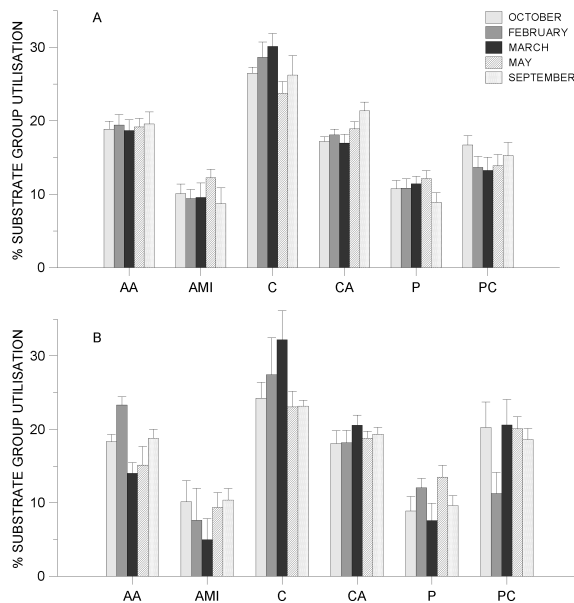 A
OCTOBER
FEBRUARY
MARCH
MAY
SEPTEMBER
% SUBSTRATE GROUP UTILISATION
30
20
10
0
AA AMI C CA P PC
B
% SUBSTRATE GROUP UTILISATION
30
20
10
0
AA AMI C CA P PC